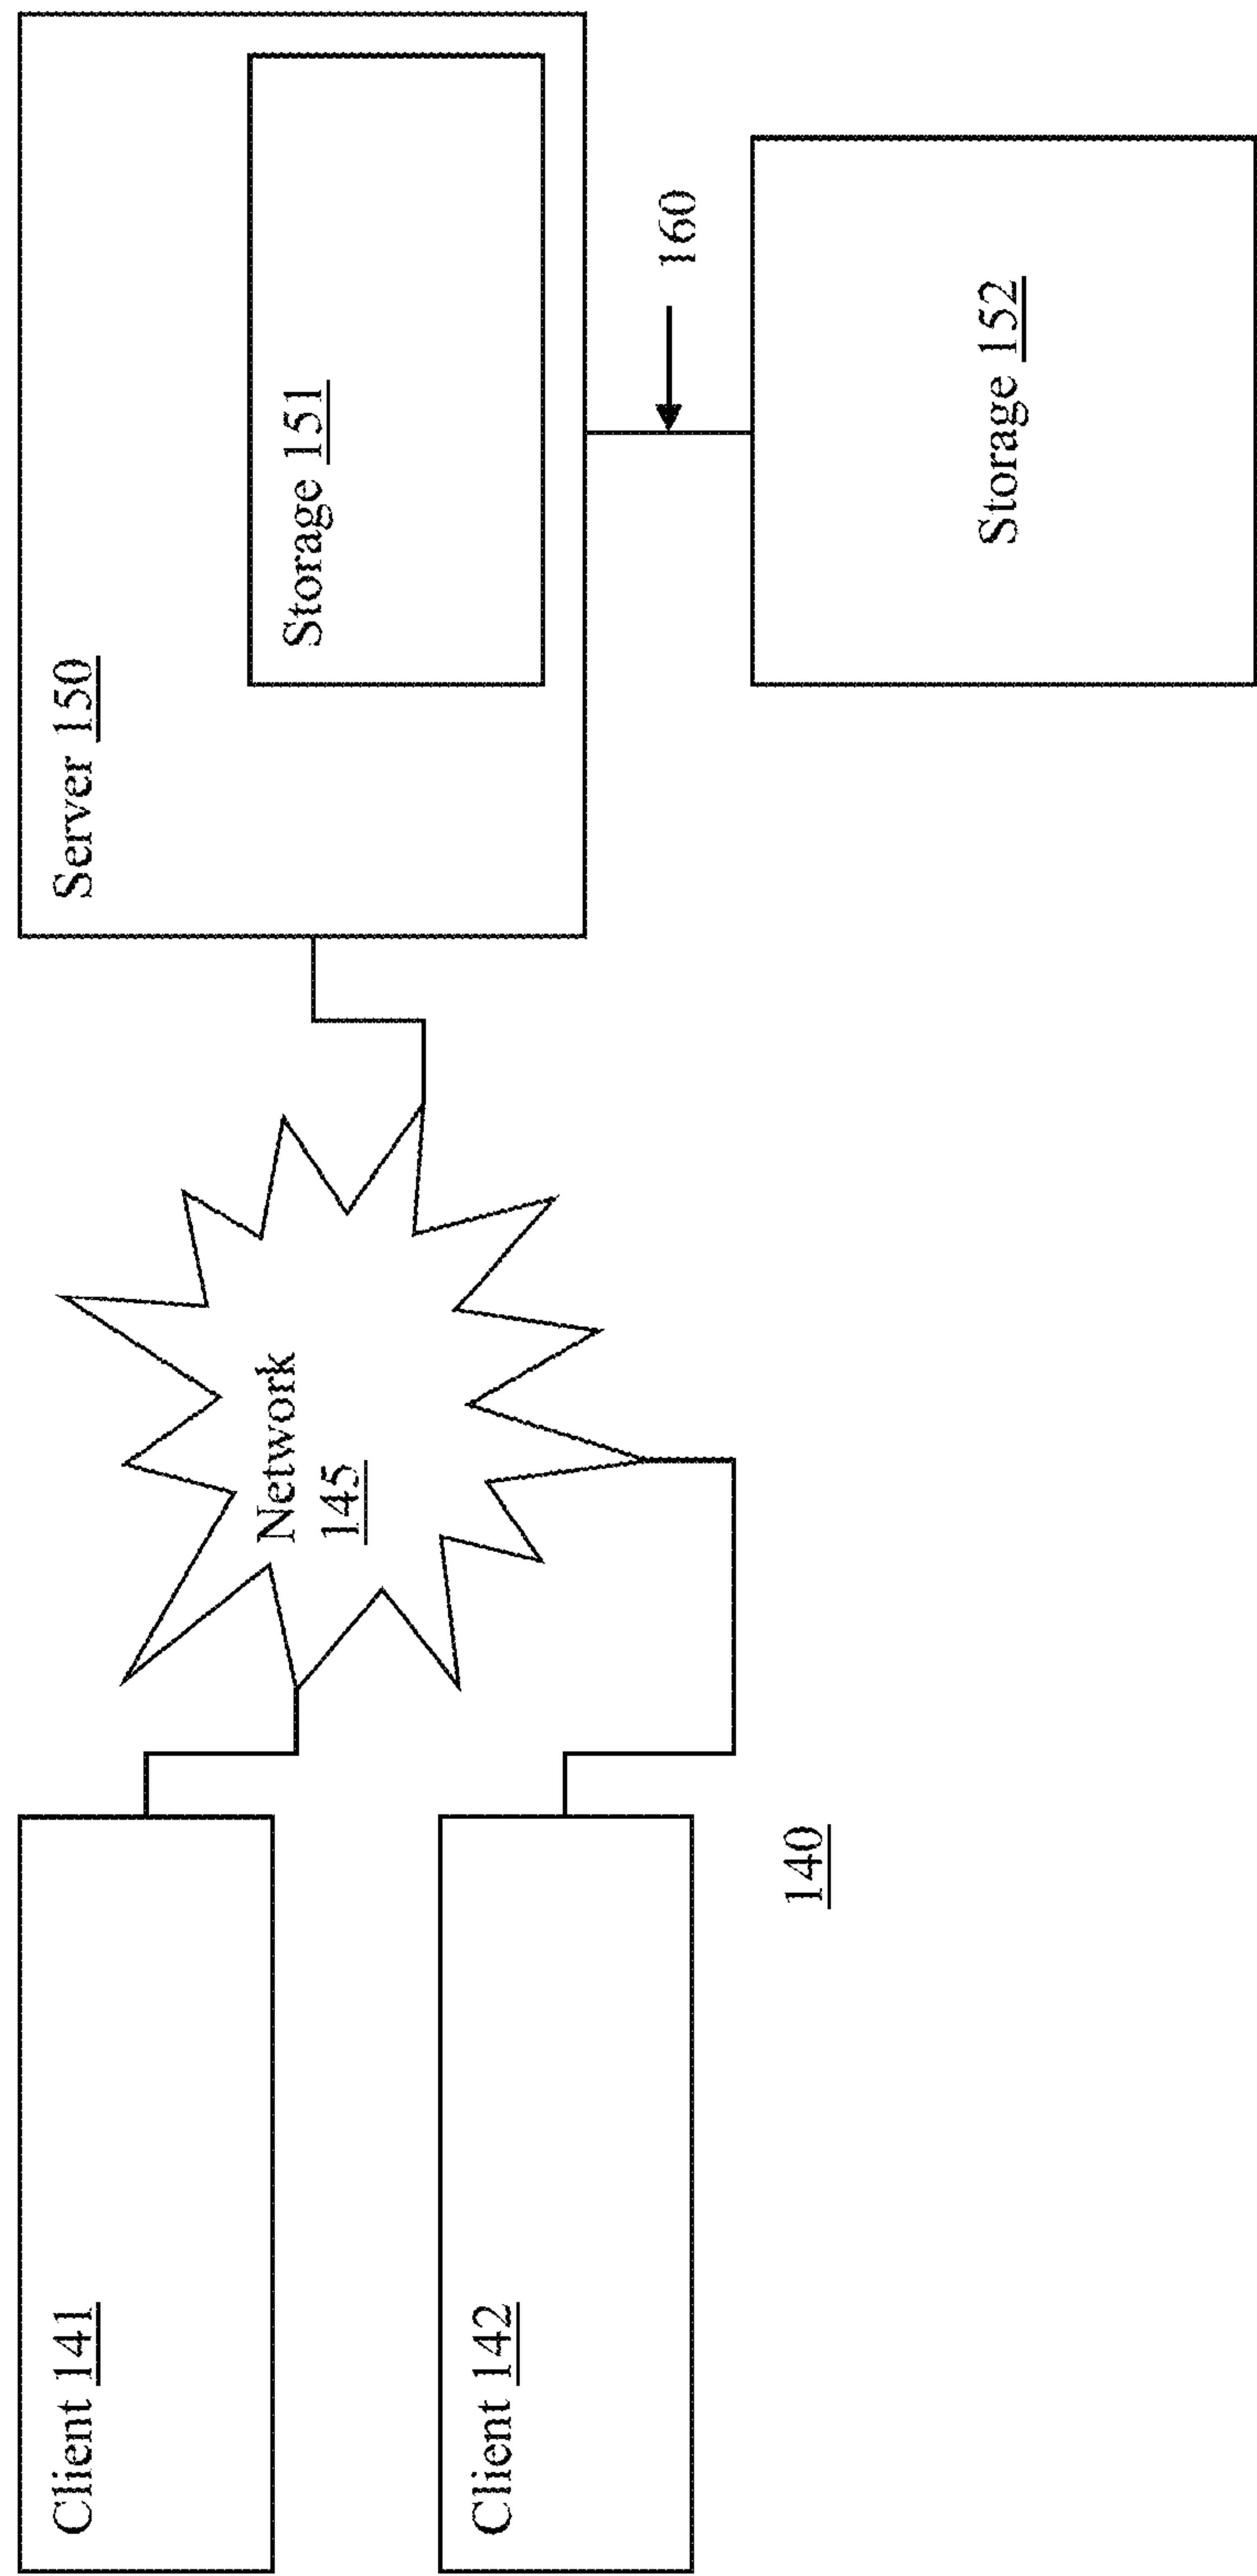 Client 141
Client 142
140
Network
145
Server 150
Storage 151
160
Storage 152